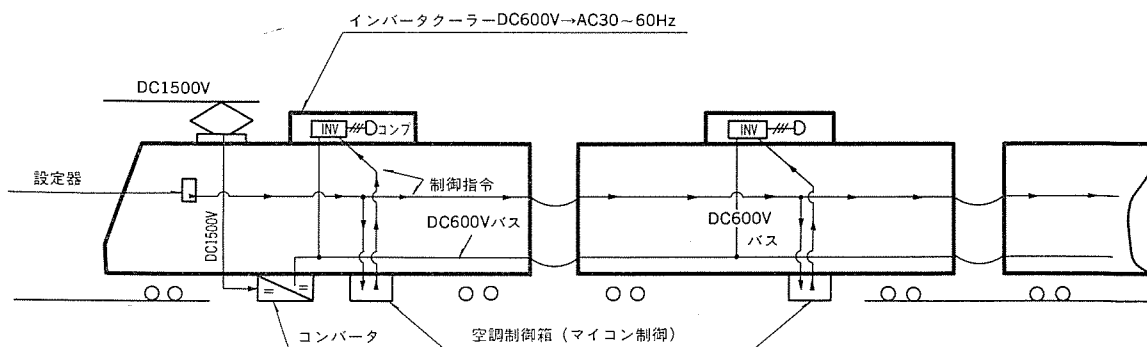 インバータクーラーDC600V→AC30～60Hz
DC1500V
INV
コンプ
INV
設定器
制御指令
DC1500V
DC600Vバス
DC600V
バス
コンバータ
空調制御箱（マイコン制御）